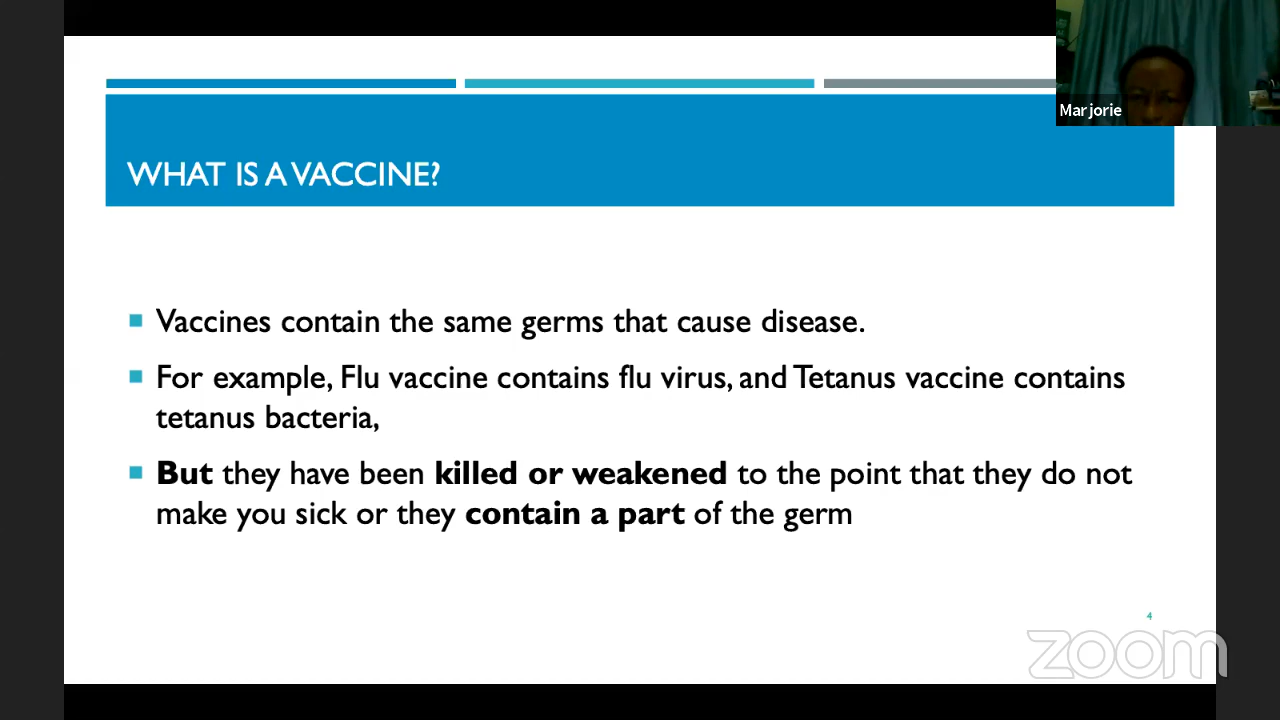 Marjorie
WHAT IS A VACCINE?
Vaccines contain the same germs that cause disease.
For example, Flu vaccine contains flu virus, and Tetanus vaccine contains
tetanus bacteria,
But they have been killed or weakened to the point that they do not
make you sick or they contain a part of the germ
4
zoom